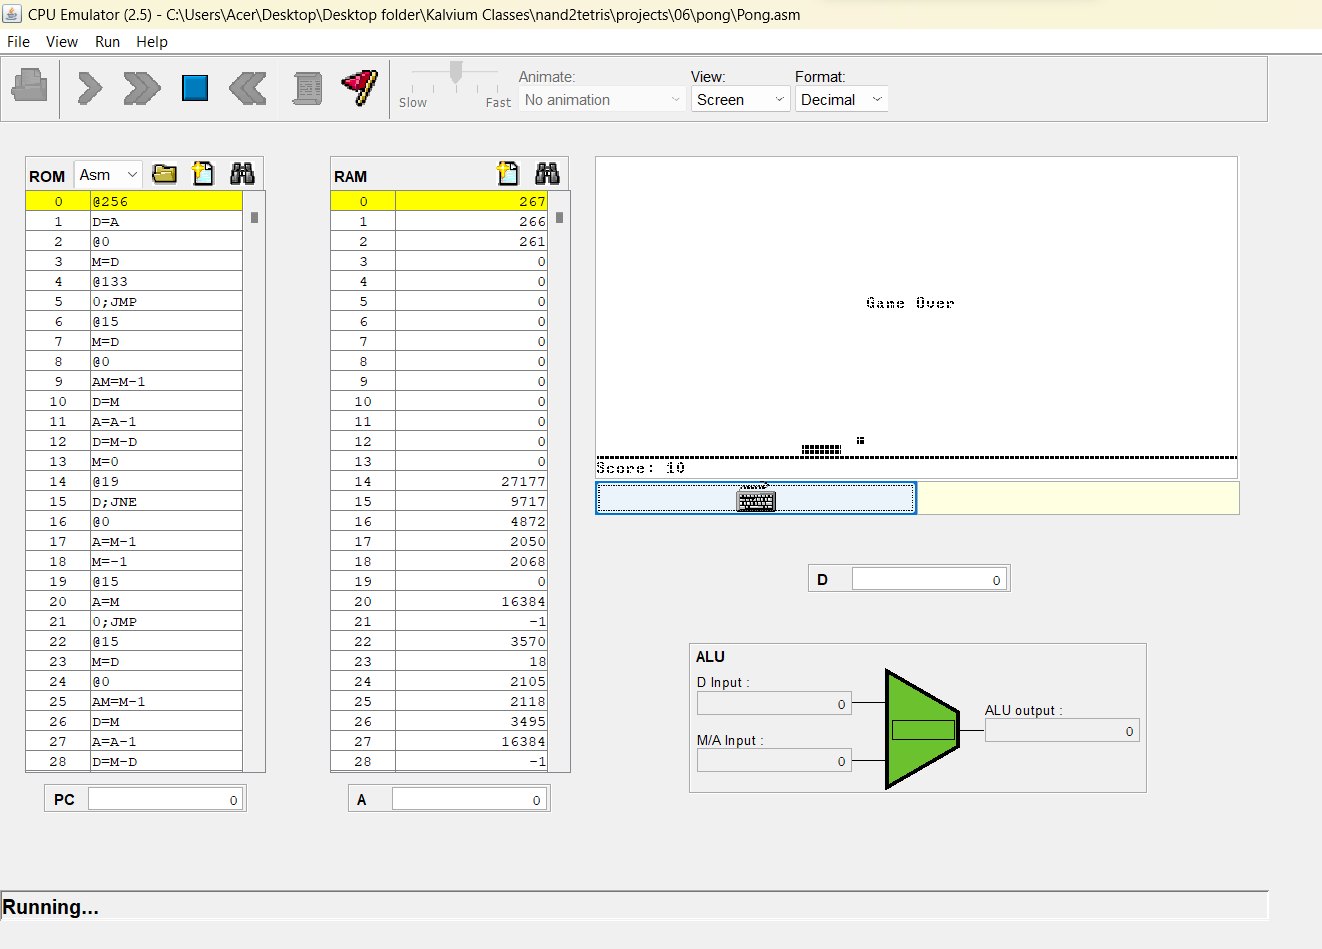 CPU Emulator (2.5) - C:\Users\Acer\Desktop\Desktop folder\Kalvium Classes\nand2tetris\projects\06\pong\Pong.asm
File View Run Help
Slow Fast
Animate:
No animation
View:
Screen
Format:
Decimal
ROM Asm
0 @256
1 D=A
2 @0
3 M=D
4 @133
5 0;JMP
6 @15
7 M=D
8 @0
9 AM=M-1
10 D=M
11 A=A-1
12 D=M-D
13 M=0
14 @19
15 D;JNE
16 @0
17 A=M-1
18 M=-1
19 @15
20 A=M
21 0;JMP
22 @15
23 M=D
24 @0
25 AM=M-1
26 D=M
27 A=A-1
28 D=M-D
PC 0
RAM
0 267
1 266
2 261
3 0
4 0
5 0
6 0
7 0
8 0
9 0
10 0
11 0
12 0
13 0
14 27177
15 9717
16 4872
17 2050
18 2068
19 0
20 16384
21 -1
22 3570
23 18
24 2105
25 2118
26 3495
27 16384
28 -1
A 0
Game Over
Score: 10
D 0
ALU
D Input :
0
M/A Input :
0
ALU output :
0
Running...